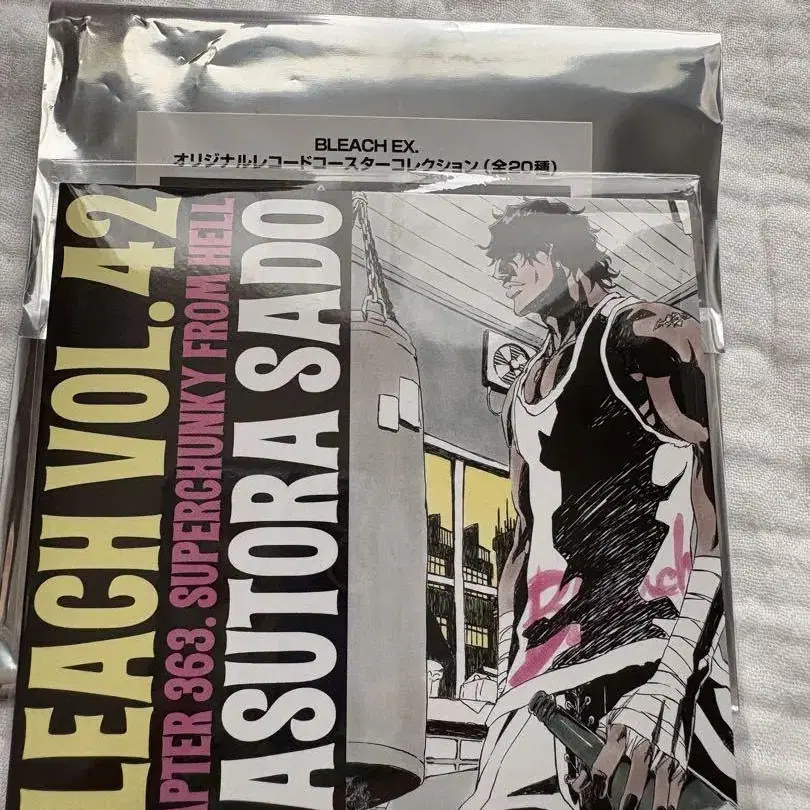 BLEACH EX.
オリジナルレコードコースターコレクション(全20種)
LEACH VOL. 42
APTER 363. SUPERCHUNKY FROM HELL
ASUTORA SADO